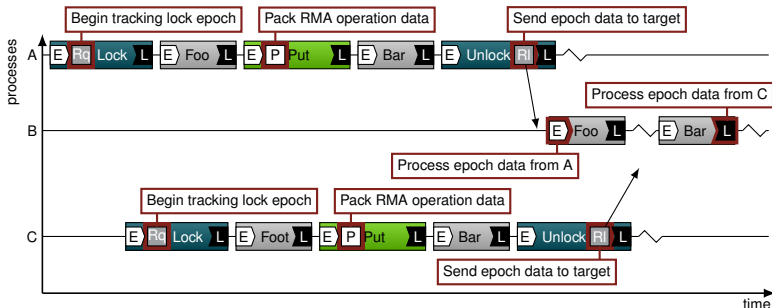 Begin tracking lock epoch
Pack RMA operation data
Send epoch data to target
processes
A
E Rq Lock L
E Foo L
E P Put L
E Bar L
E Unlock Rl L
Process epoch data from C
B
E Foo L
E Bar L
Process epoch data from A
Begin tracking lock epoch
Pack RMA operation data
C
E Rq Lock L
E Foot L
E P Put L
E Bar L
E Unlock Rl L
Send epoch data to target
time